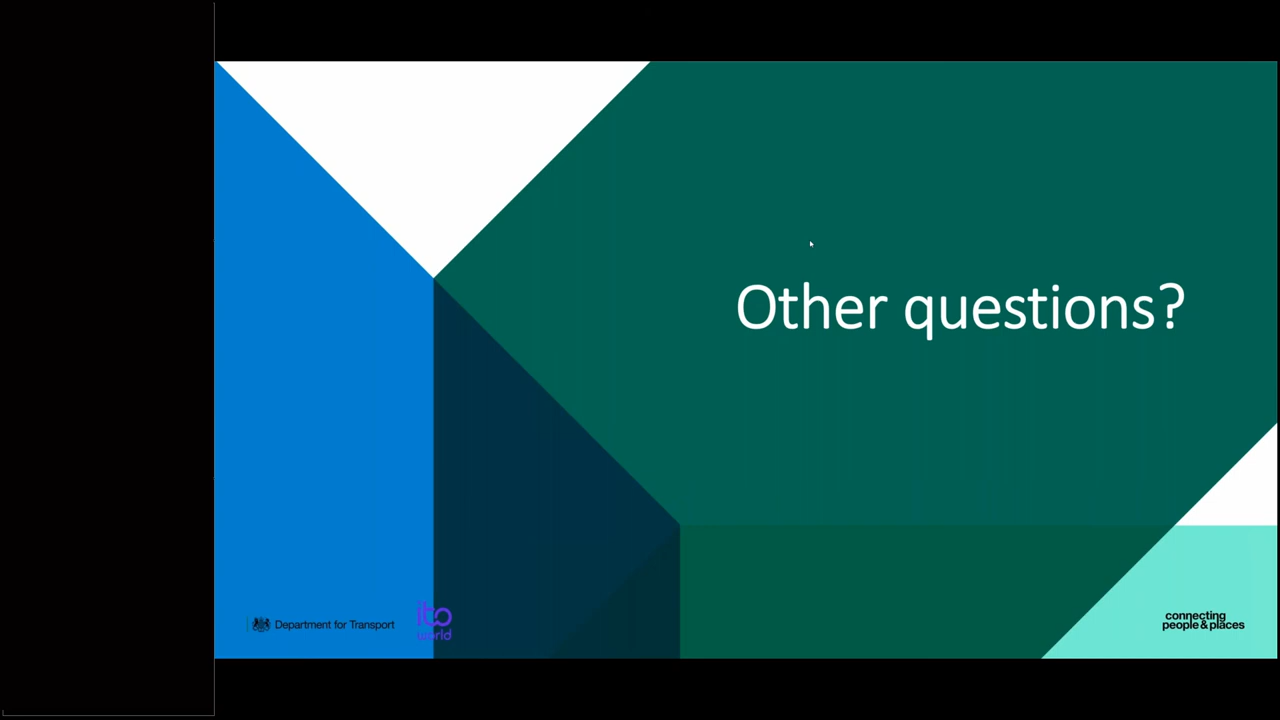 Other questions?
Department for Transport
ito
world
connecting
people & places